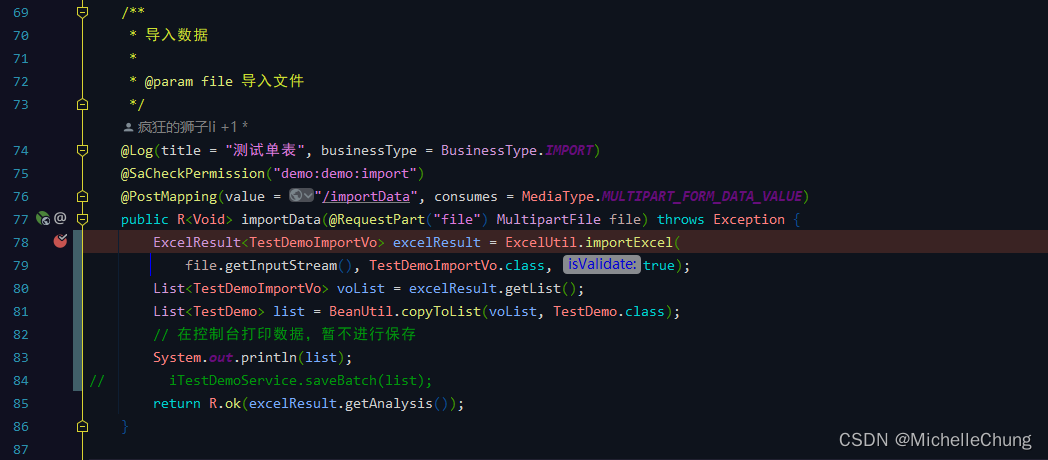 69 /**
70 * 导入数据
71 *
72 * @param file 导入文件
73 */
疯狂的狮子li +1 *
74 @Log(title = "测试单表", businessType = BusinessType.IMPORT)
75 @SaCheckPermission("demo:demo:import")
76 @PostMapping(value = "/importData", consumes = MediaType.MULTIPART_FORM_DATA_VALUE)
77 @ public R<Void> importData(@RequestPart("file") MultipartFile file) throws Exception {
78 ExcelResult<TestDemoImportVo> excelResult = ExcelUtil.importExcel(
79 file.getInputStream(), TestDemoImportVo.class, isValidate: true);
80 List<TestDemoImportVo> voList = excelResult.getList();
81 List<TestDemo> list = BeanUtil.copyToList(voList, TestDemo.class);
82 // 在控制台打印数据，暂不进行保存
83 System.out.println(list);
84 // iTestDemoService.saveBatch(list);
85 return R.ok(excelResult.getAnalysis());
86 }
87
CSDN @MichelleChung